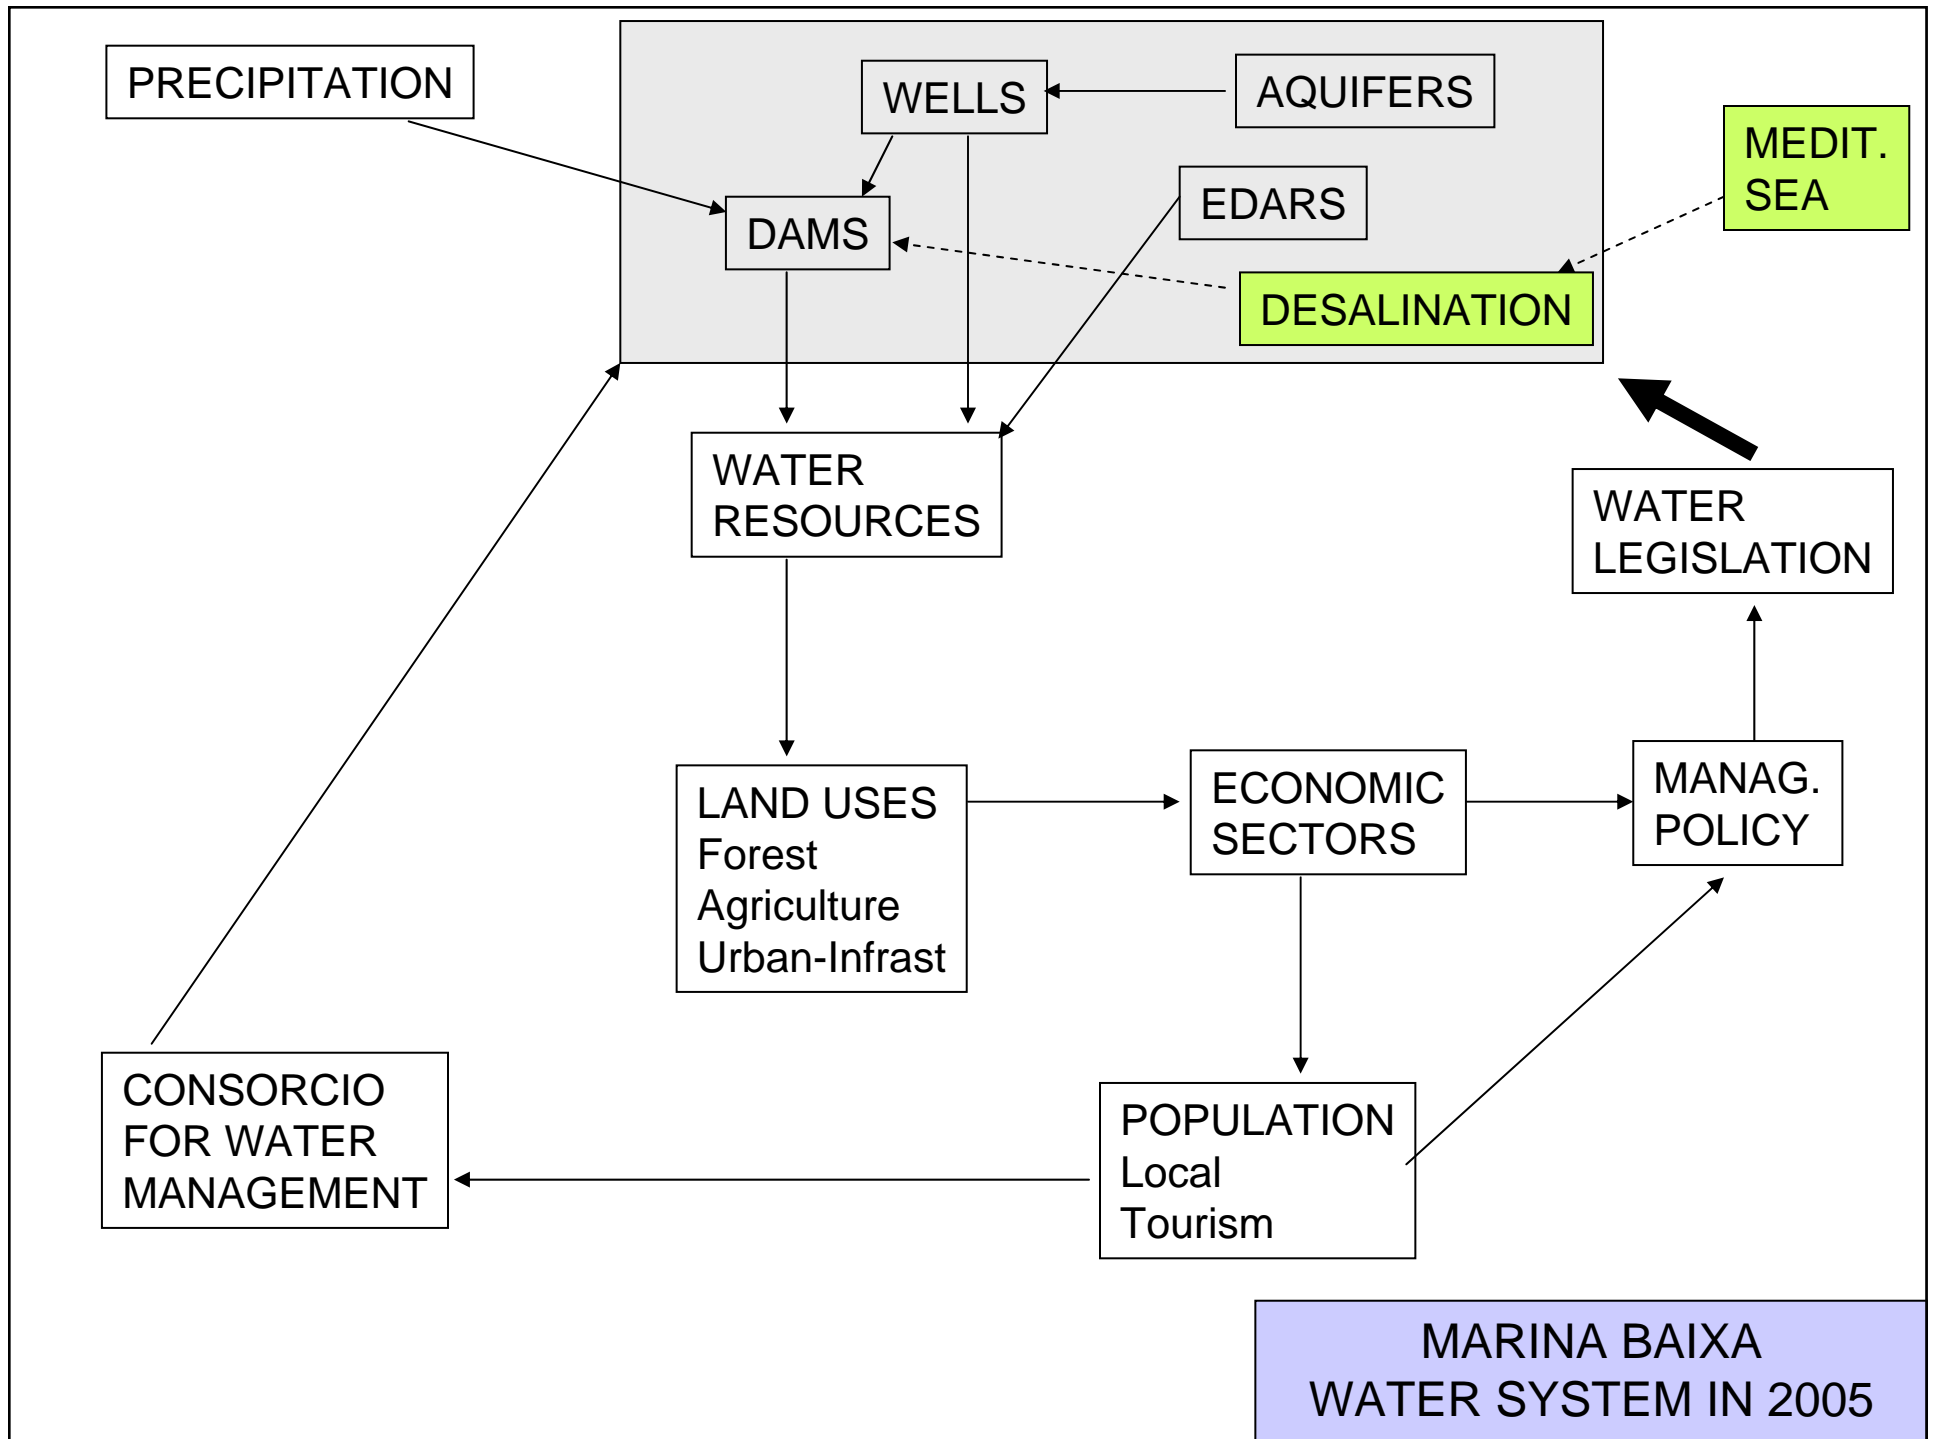 PRECIPITATION
WELLS
AQUIFERS
MEDIT.
SEA
EDARS
DAMS
DESALINATION
WATER
RESOURCES
WATER
LEGISLATION
LAND USES
Forest
Agriculture
Urban-Infrast
ECONOMIC
SECTORS
MANAG.
POLICY
CONSORCIO
FOR WATER
MANAGEMENT
POPULATION
Local
Tourism
MARINA BAIXA
WATER SYSTEM IN 2005